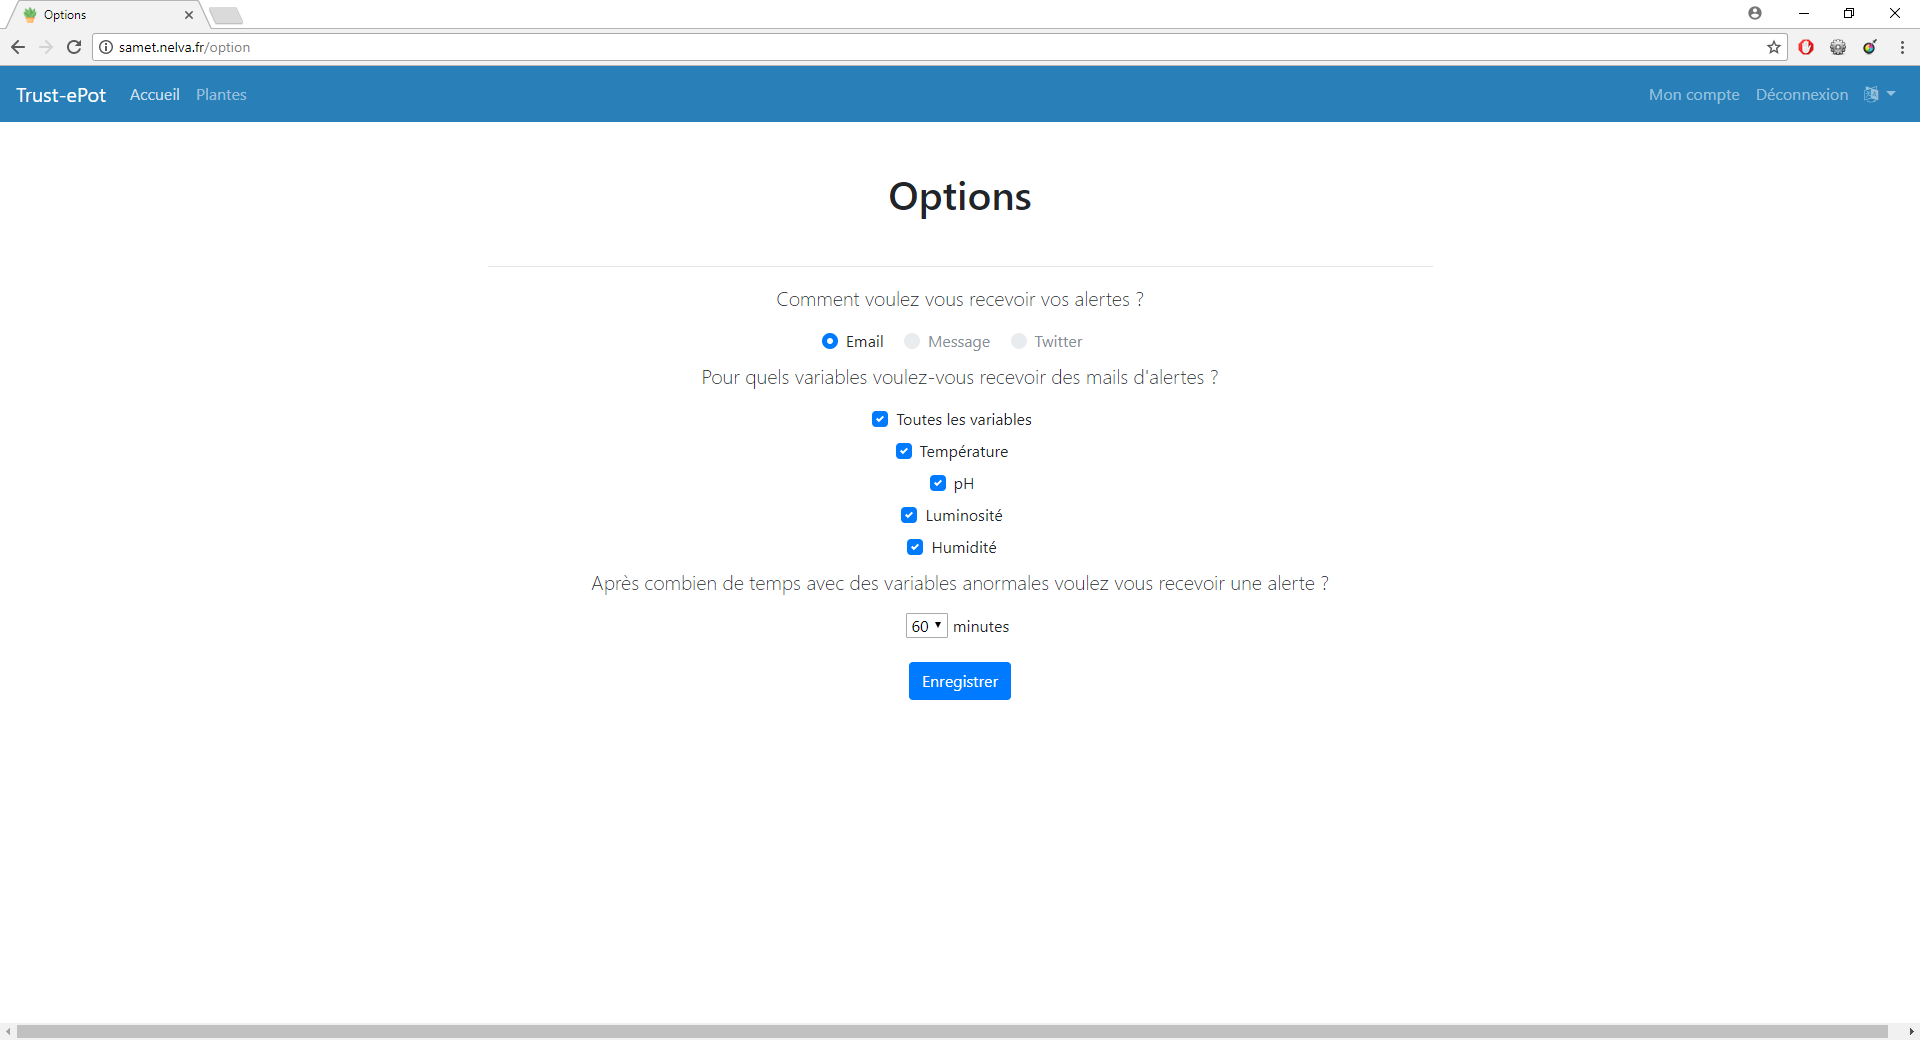 Options
samet.nelva.fr/option
Trust-ePot Accueil Plantes Mon compte Déconnexion
Options
Comment voulez vous recevoir vos alertes ?
Email Message Twitter
Pour quels variables voulez-vous recevoir des mails d'alertes ?
Toutes les variables
Température
pH
Luminosité
Humidité
Après combien de temps avec des variables anormales voulez vous recevoir une alerte ?
60 minutes
Enregistrer